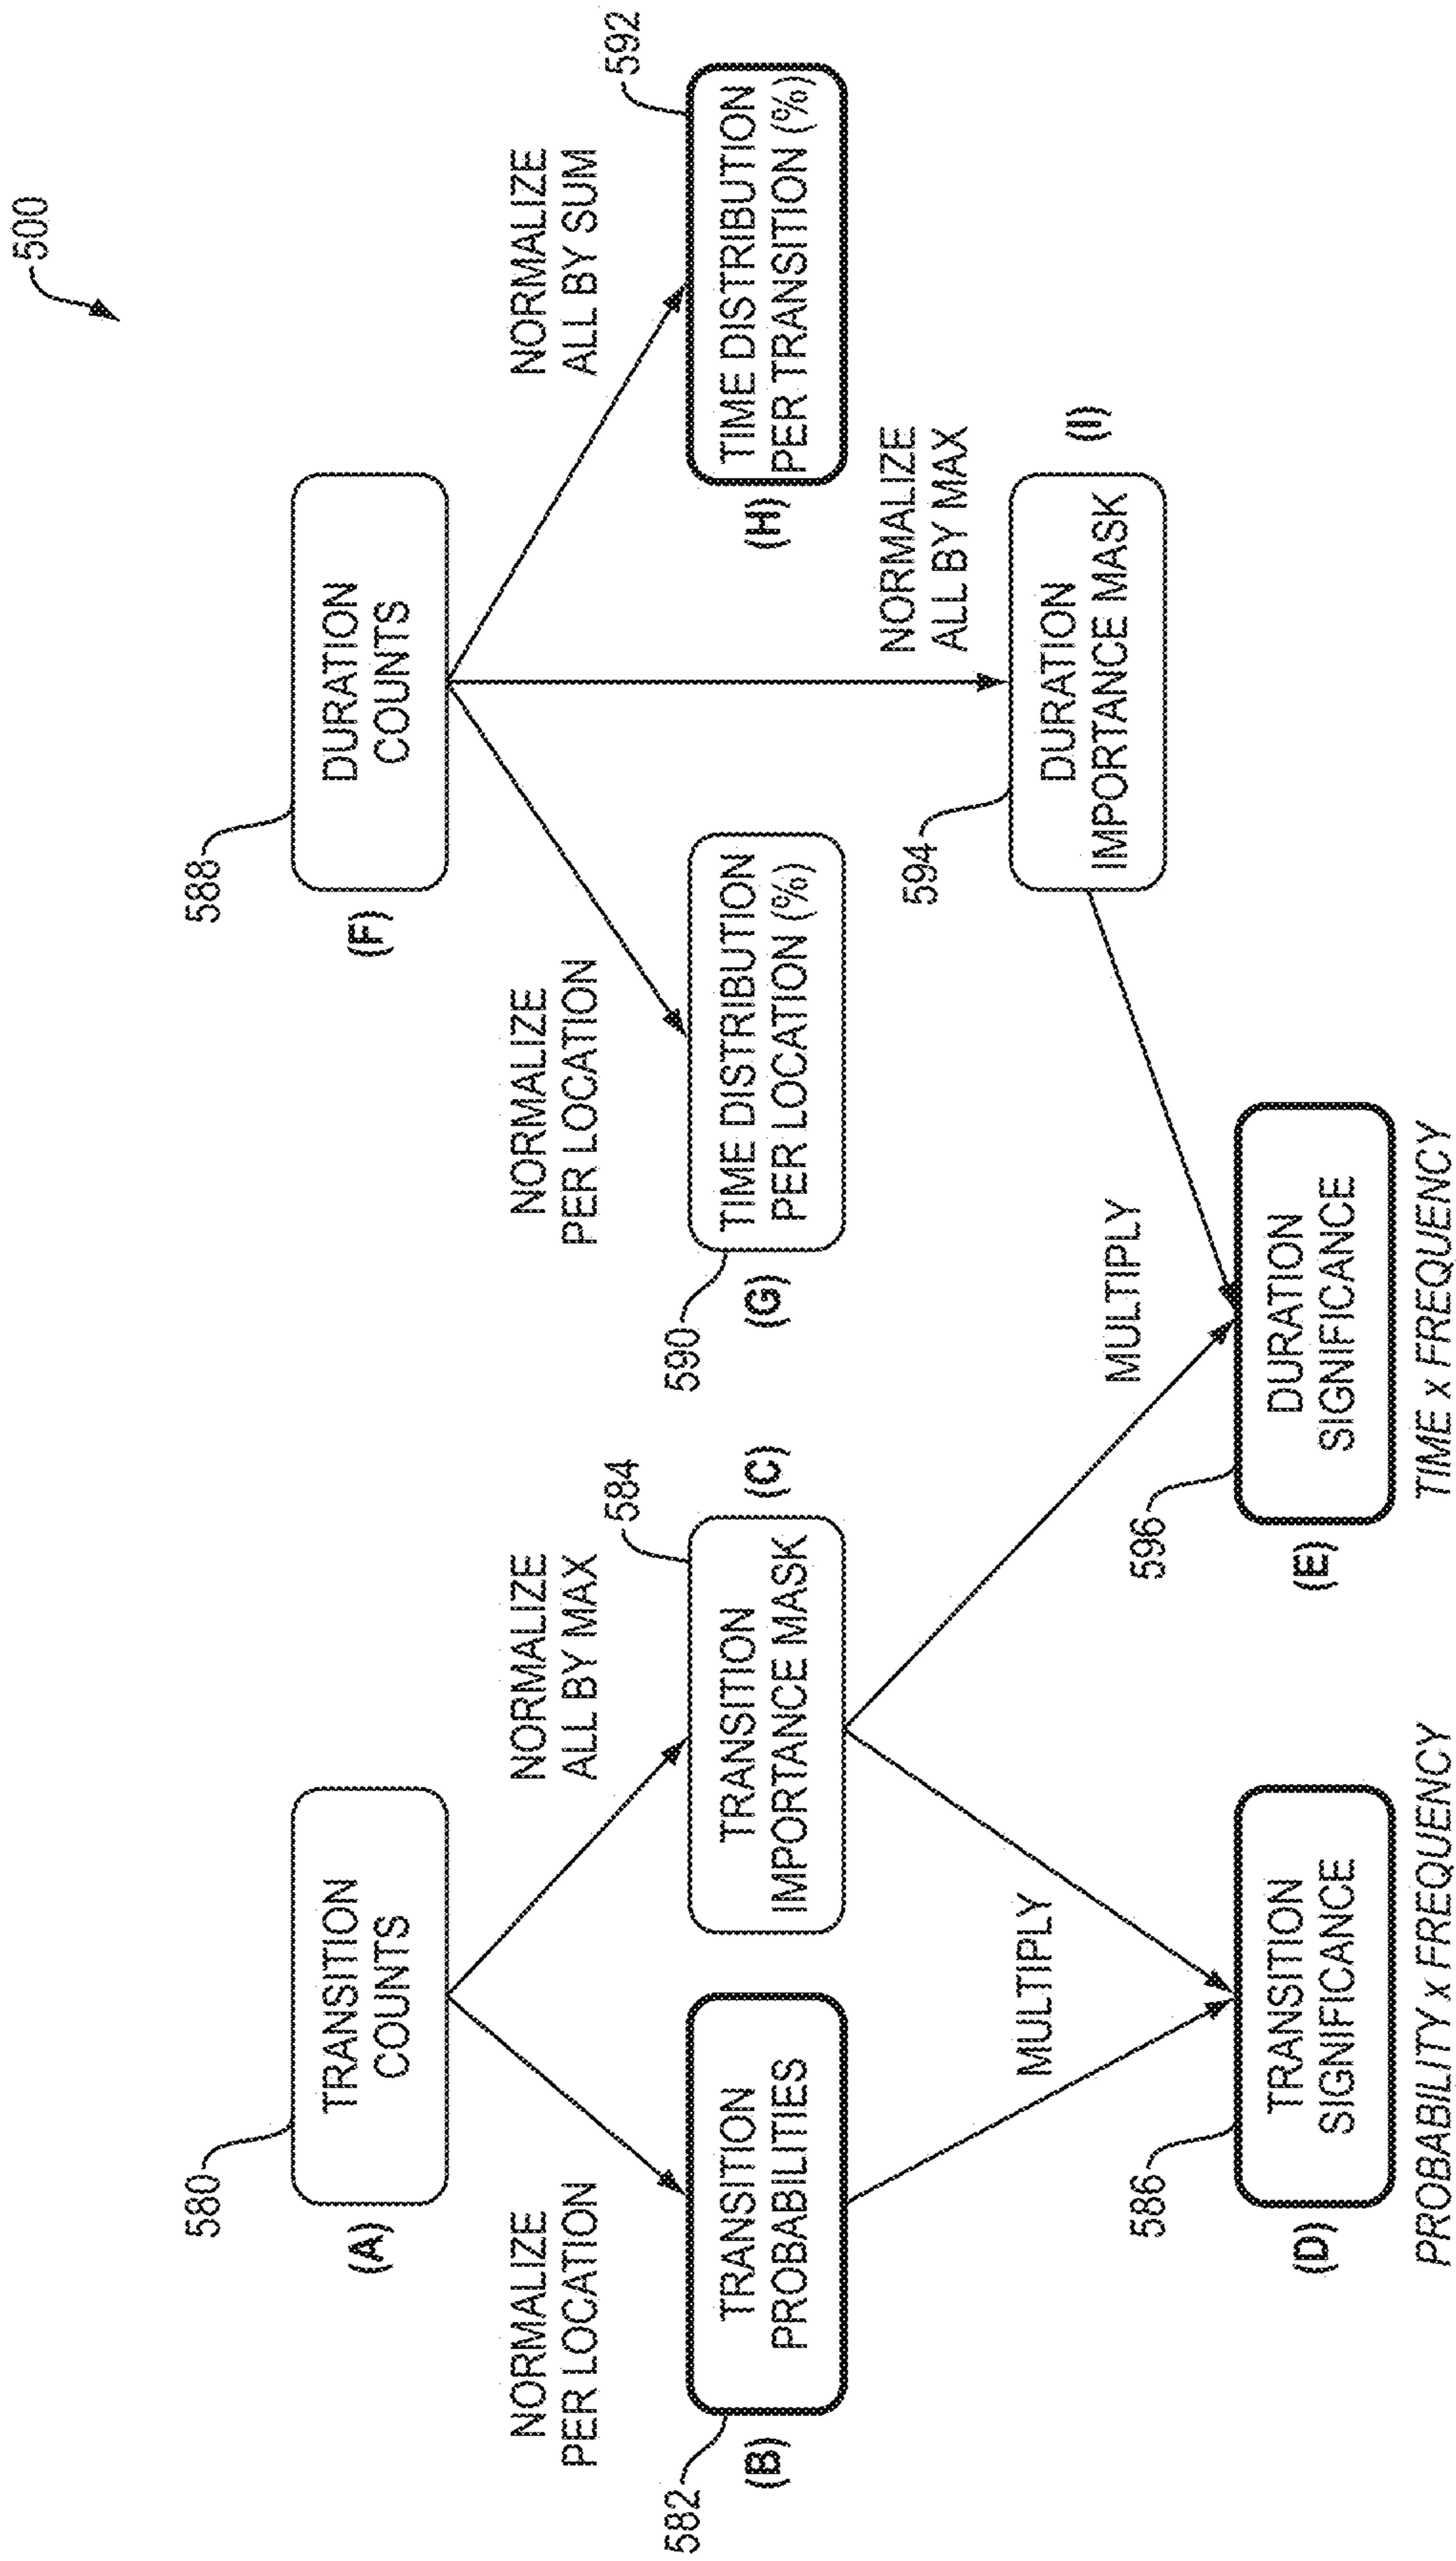 500
580
TRANSITION
COUNTS
(A)
588
DURATION
COUNTS
(F)
NORMALIZE
PER LOCATION
NORMALIZE
ALL BY MAX
NORMALIZE
PER LOCATION
NORMALIZE
ALL BY SUM
582
TRANSITION
PROBABILITIES
(B)
584
TRANSITION
IMPORTANCE MASK
(C)
590
TIME DISTRIBUTION
PER LOCATION (%)
(G)
592
TIME DISTRIBUTION
PER TRANSITION (%)
(H)
NORMALIZE
ALL BY MAX
594
DURATION
IMPORTANCE MASK
(I)
MULTIPLY
MULTIPLY
586
TRANSITION
SIGNIFICANCE
(D)
PROBABILITY x FREQUENCY
596
DURATION
SIGNIFICANCE
(E)
TIME x FREQUENCY